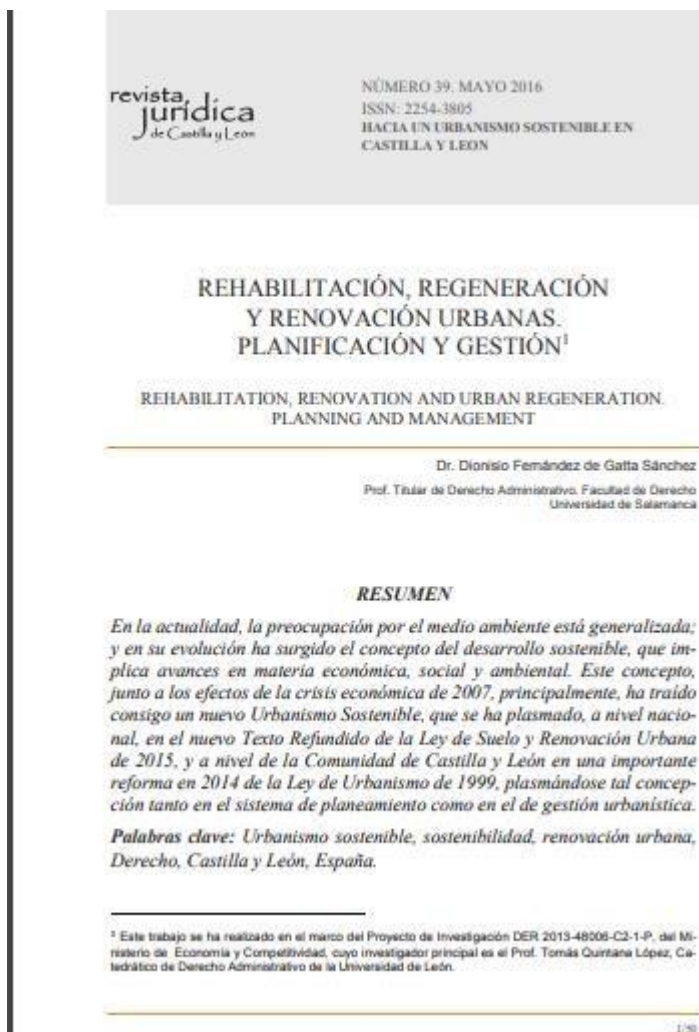 revista
jurídica
de Castilla y Leon
NÚMERO 39. MAYO 2016
ISSN: 2254-3805
HACIA UN URBANISMO SOSTENIBLE EN
CASTILLA Y LEON
REHABILITACIÓN, REGENERACIÓN
Y RENOVACIÓN URBANAS.
PLANIFICACIÓN Y GESTIÓN¹
REHABILITATION, RENOVATION AND URBAN REGENERATION.
PLANNING AND MANAGEMENT
Dr. Dionisio Fernández de Gatta Sánchez
Prof. Titular de Derecho Administrativo. Facultad de Derecho
Universidad de Salamanca
RESUMEN
En la actualidad, la preocupación por el medio ambiente está generalizada;
y en su evolución ha surgido el concepto del desarrollo sostenible, que im-
plica avances en materia económica, social y ambiental. Este concepto,
junto a los efectos de la crisis económica de 2007, principalmente, ha traído
consigo un nuevo Urbanismo Sostenible, que se ha plasmado, a nivel nacio-
nal, en el nuevo Texto Refundido de la Ley de Suelo y Renovación Urbana
de 2015, y a nivel de la Comunidad de Castilla y León en una importante
reforma en 2014 de la Ley de Urbanismo de 1999, plasmándose tal concep-
ción tanto en el sistema de planeamiento como en el de gestión urbanística.
Palabras clave: Urbanismo sostenible, sostenibilidad, renovación urbana,
Derecho, Castilla y León, España.
¹ Este trabajo se ha realizado en el marco del Proyecto de Investigación DER 2013-48006-C2-1-P, del Mi-
nisterio de Economía y Competitividad, cuyo investigador principal es el Prof. Tomás Quintana López, Ca-
tedrático de Derecho Administrativo de la Universidad de León.